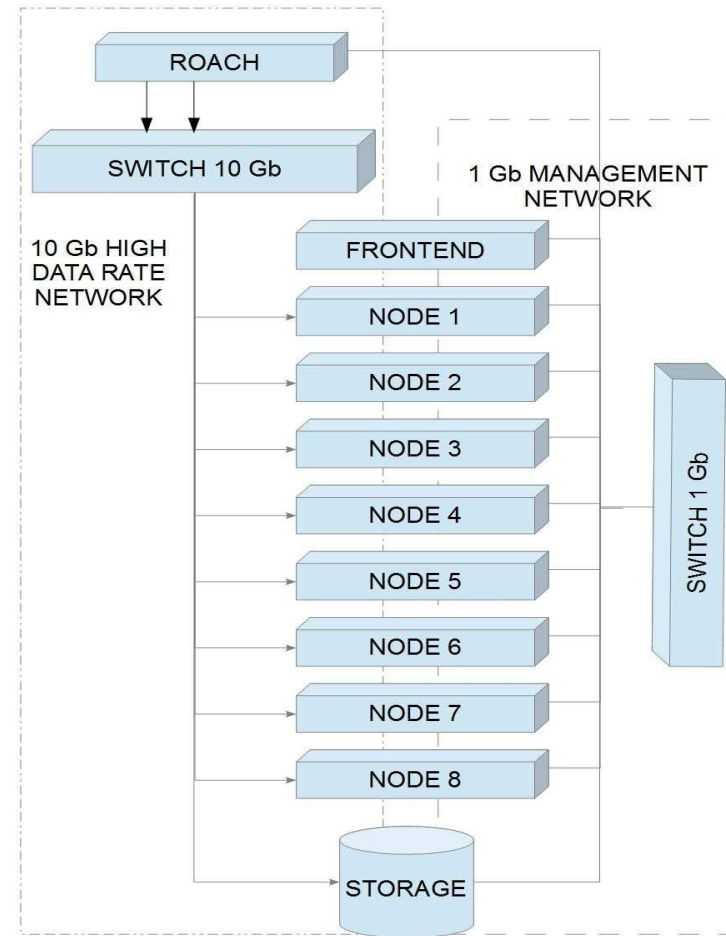 ROACH
SWITCH 10 Gb
1 Gb MANAGEMENT
NETWORK
10 Gb HIGH
DATA RATE
NETWORK
FRONTEND
NODE 1
NODE 2
NODE 3
NODE 4
NODE 5
NODE 6
NODE 7
NODE 8
SWITCH 1 Gb
STORAGE